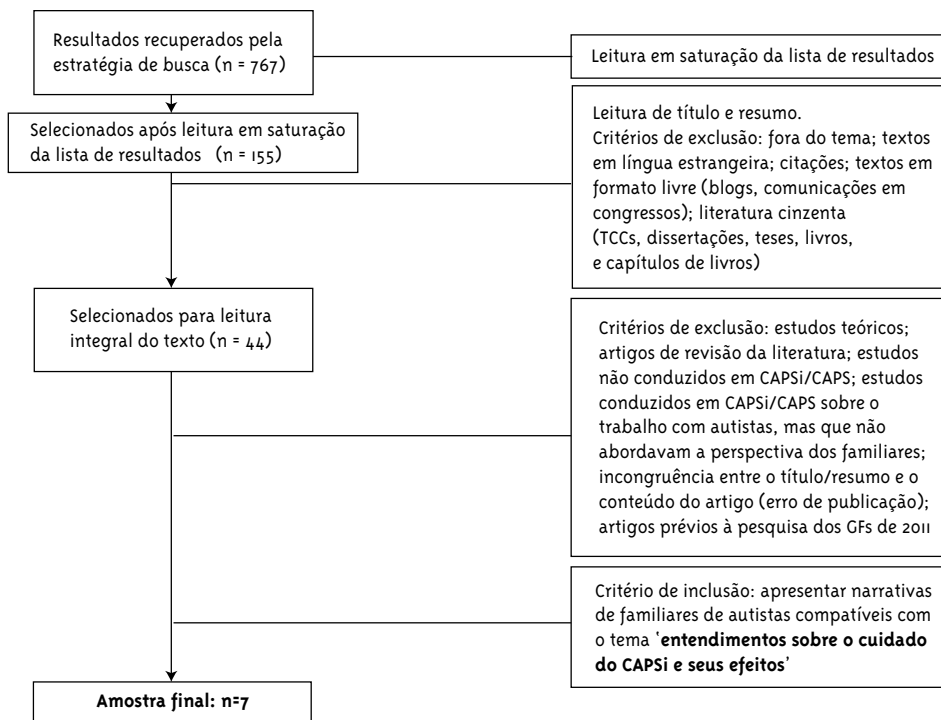 Resultados recuperados pela
estratégia de busca (n = 767)
Leitura em saturação da lista de resultados
Selecionados após leitura em saturação
da lista de resultados (n = 155)
Leitura de título e resumo.
Critérios de exclusão: fora do tema; textos
em língua estrangeira; citações; textos em
formato livre (blogs, comunicações em
congressos); literatura cinzenta
(TCCs, dissertações, teses, livros,
e capítulos de livros)
Selecionados para leitura
integral do texto (n = 44)
Critérios de exclusão: estudos teóricos;
artigos de revisão da literatura; estudos
não conduzidos em CAPSi/CAPS; estudos
conduzidos em CAPSi/CAPS sobre o
trabalho com autistas, mas que não
abordavam a perspectiva dos familiares;
incongruência entre o título/resumo e o
conteúdo do artigo (erro de publicação);
artigos prévios à pesquisa dos GFs de 2011
Critério de inclusão: apresentar narrativas
de familiares de autistas compatíveis com
o tema ‘entendimentos sobre o cuidado
do CAPSi e seus efeitos’
Amostra final: n=7